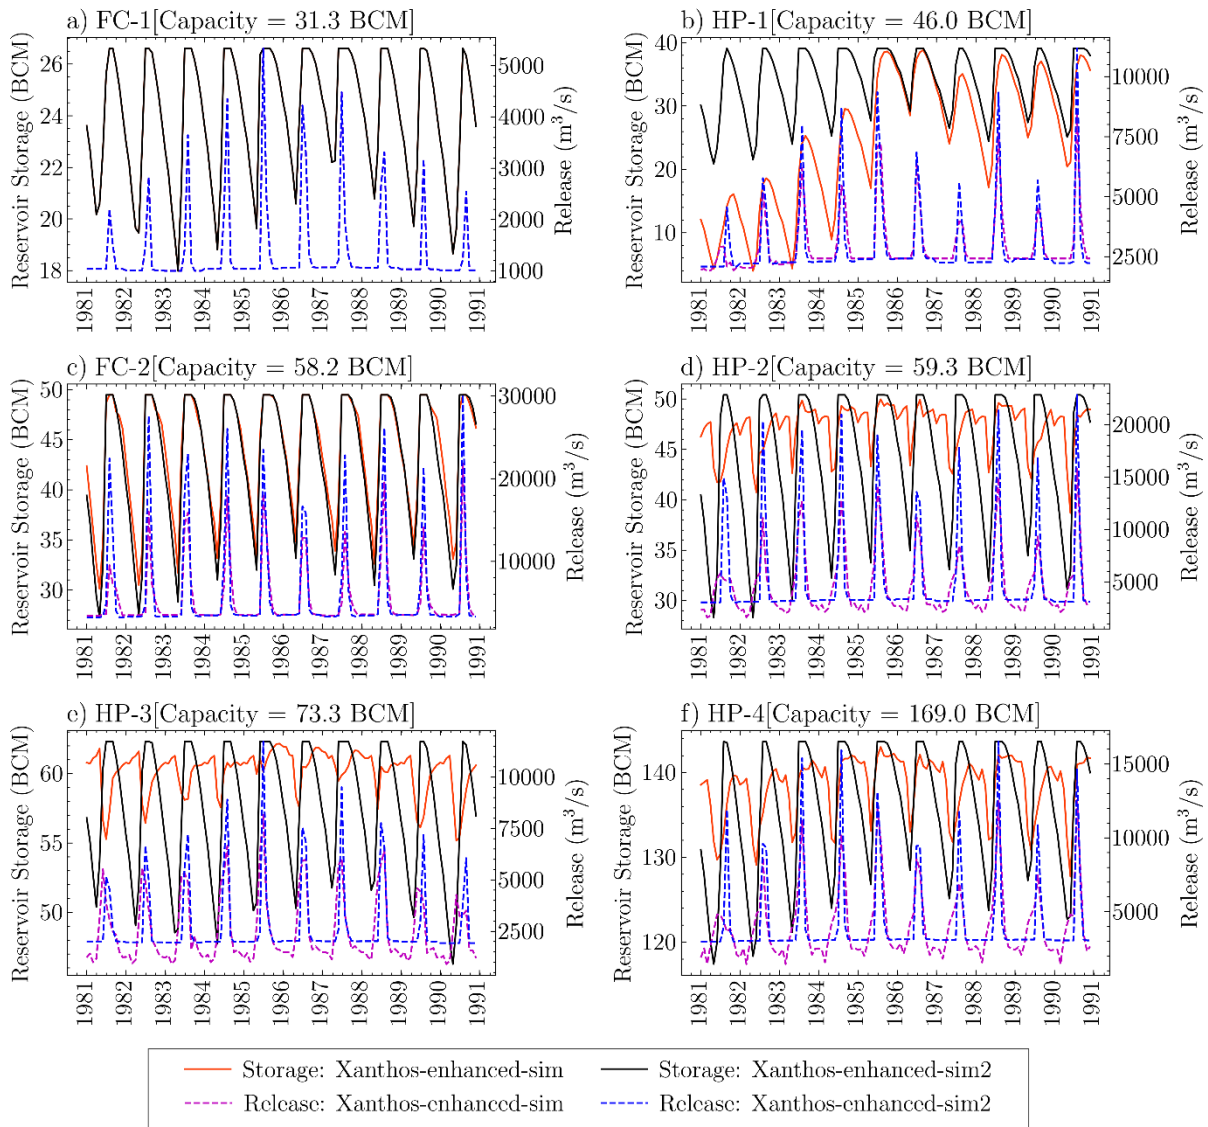 a) FC-1[Capacity = 31.3 BCM]
Reservoir Storage (BCM)
26
24
22
20
18
5000
4000
3000
2000
1000
Release (m³/s)
1981 1982 1983 1984 1985 1986 1987 1988 1989 1990 1991
b) HP-1[Capacity = 46.0 BCM]
Reservoir Storage (BCM)
40
30
20
10
10000
7500
5000
2500
Release (m³/s)
1981 1982 1983 1984 1985 1986 1987 1988 1989 1990 1991
c) FC-2[Capacity = 58.2 BCM]
Reservoir Storage (BCM)
50
45
40
35
30
30000
20000
10000
Release (m³/s)
1981 1982 1983 1984 1985 1986 1987 1988 1989 1990 1991
d) HP-2[Capacity = 59.3 BCM]
Reservoir Storage (BCM)
50
45
40
35
30
20000
15000
10000
5000
Release (m³/s)
1981 1982 1983 1984 1985 1986 1987 1988 1989 1990 1991
e) HP-3[Capacity = 73.3 BCM]
Reservoir Storage (BCM)
60
55
50
10000
7500
5000
2500
Release (m³/s)
1981 1982 1983 1984 1985 1986 1987 1988 1989 1990 1991
f) HP-4[Capacity = 169.0 BCM]
Reservoir Storage (BCM)
140
130
120
15000
10000
5000
Release (m³/s)
1981 1982 1983 1984 1985 1986 1987 1988 1989 1990 1991
Storage: Xanthos-enhanced-sim
Storage: Xanthos-enhanced-sim2
Release: Xanthos-enhanced-sim
Release: Xanthos-enhanced-sim2